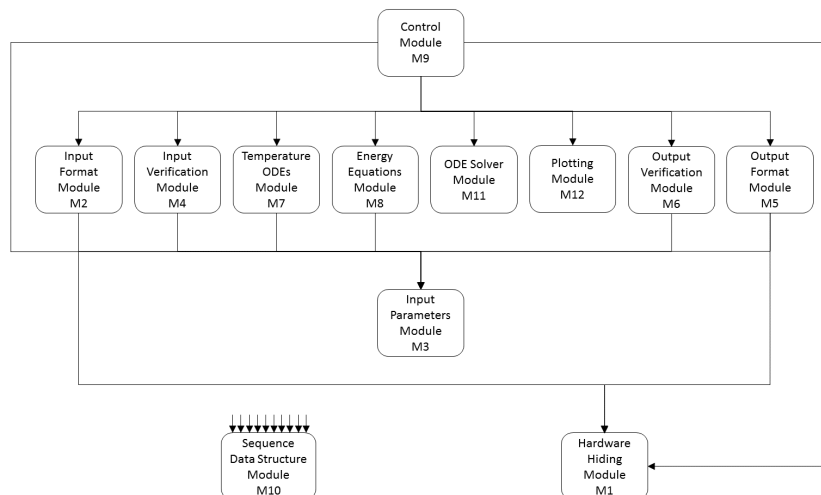 Control
Module
M9
Input
Format
Module
M2
Input
Verification
Module
M4
Temperature
ODEs
Module
M7
Energy
Equations
Module
M8
ODE Solver
Module
M11
Plotting
Module
M12
Output
Verification
Module
M6
Output
Format
Module
M5
Input
Parameters
Module
M3
Sequence
Data Structure
Module
M10
Hardware
Hiding
Module
M1